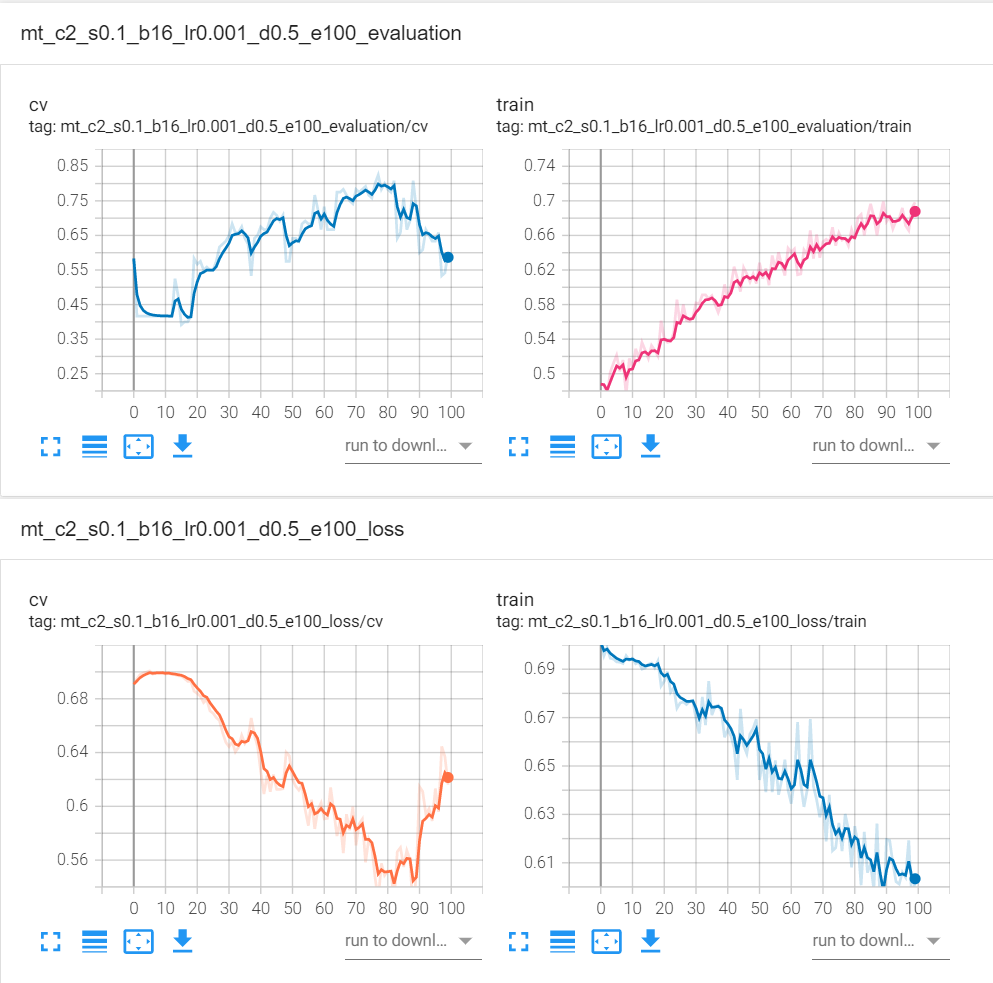 mt_c2_s0.1_b16_lr0.001_d0.5_e100_evaluation
cv
tag: mt_c2_s0.1_b16_lr0.001_d0.5_e100_evaluation/cv
0.85
0.75
0.65
0.55
0.45
0.35
0.25
0 10 20 30 40 50 60 70 80 90 100
run to downl...
train
tag: mt_c2_s0.1_b16_lr0.001_d0.5_e100_evaluation/train
0.74
0.7
0.66
0.62
0.58
0.54
0.5
0 10 20 30 40 50 60 70 80 90 100
run to downl...
mt_c2_s0.1_b16_lr0.001_d0.5_e100_loss
cv
tag: mt_c2_s0.1_b16_lr0.001_d0.5_e100_loss/cv
0.68
0.64
0.6
0.56
0 10 20 30 40 50 60 70 80 90 100
run to downl...
train
tag: mt_c2_s0.1_b16_lr0.001_d0.5_e100_loss/train
0.69
0.67
0.65
0.63
0.61
0 10 20 30 40 50 60 70 80 90 100
run to downl...